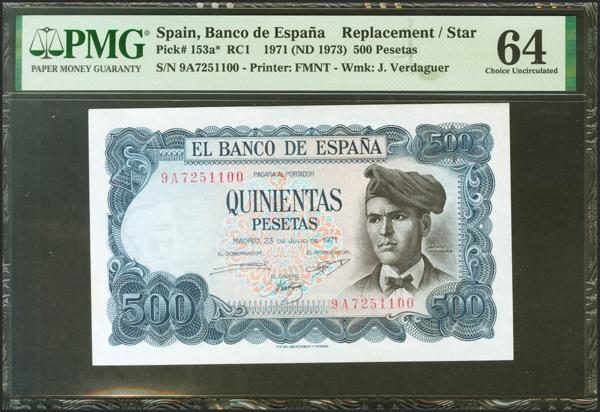 PMG
PAPER MONEY GUARANTY
Spain, Banco de España Replacement / Star
Pick# 153a* RC1 1971 (ND 1973) 500 Pesetas
S/N 9A7251100 - Printer: FMNT - Wmk: J. Verdaguer
64
Choice Uncirculated
500
500
EL BANCO DE ESPAÑA
9A7251100
PAGARA AL PORTADOR
QUINIENTAS
PESETAS
MADRID, 23 DE JULIO DE 1971
EL GOBERNADOR
EL INTERVENTOR
EL CAJERO
9A7251100
500
500